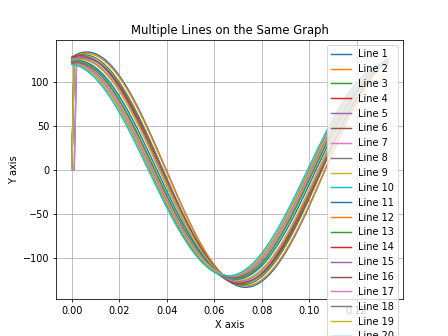 Multiple Lines on the Same Graph
Y axis
100
50
0
−50
−100
0.00
0.02
0.04
0.06
0.08
0.10
X axis
Line 1
Line 2
Line 3
Line 4
Line 5
Line 6
Line 7
Line 8
Line 9
Line 10
Line 11
Line 12
Line 13
Line 14
Line 15
Line 16
Line 17
Line 18
Line 19
Line 20